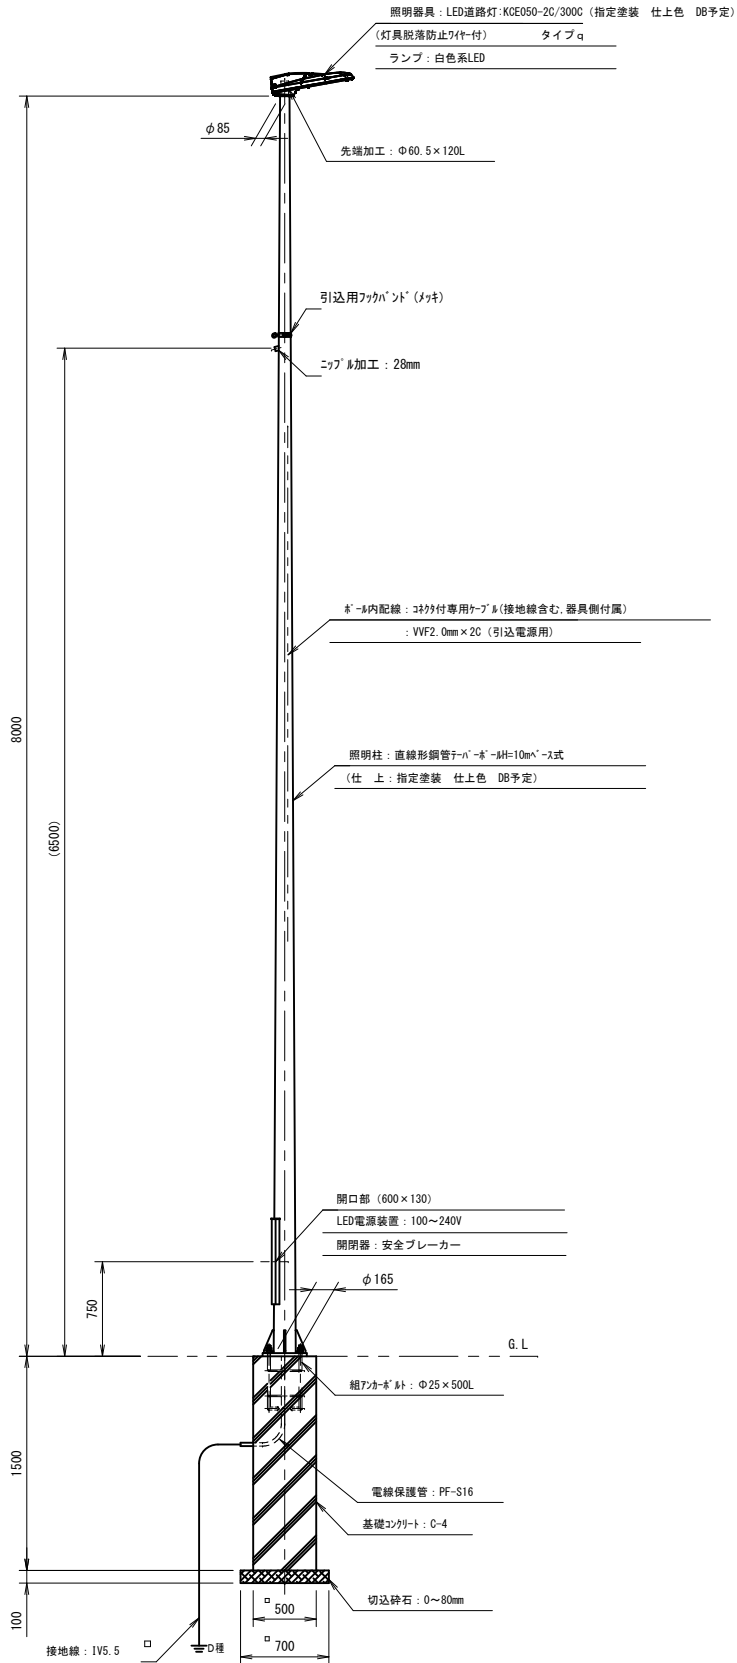 照明器具：LED道路灯:KCE050-2C/300C（指定塗装　仕上色　DB予定）
（灯具脱落防止ﾜｲﾔｰ付）　タイプq
ランプ：白色系LED
φ85
先端加工：Φ60.5×120L
引込用ﾌｯｸﾊﾞﾝﾄﾞ(ﾒｯｷ)
ﾆｯﾌﾟﾙ加工：28mm
8000
(6500)
ﾎﾟｰﾙ内配線：ｺﾈｸﾀ付専用ｹｰﾌﾞﾙ(接地線含む,器具側付属)
：VVF2.0mm×2C（引込電源用）
照明柱：直線形鋼管ﾃｰﾊﾟｰﾎﾟｰﾙH=10mﾍﾞｰｽ式
（仕　上：指定塗装　仕上色　DB予定）
開口部（600×130）
LED電源装置：100～240V
開閉器：安全ブレーカー
750
φ165
G.L
組ｱﾝｶｰﾎﾞﾙﾄ：Φ25×500L
1500
電線保護管：PF-S16
基礎ｺﾝｸﾘｰﾄ：C-4
切込砕石：0～80mm
100
□500
□700
接地線：IV5.5□
D種